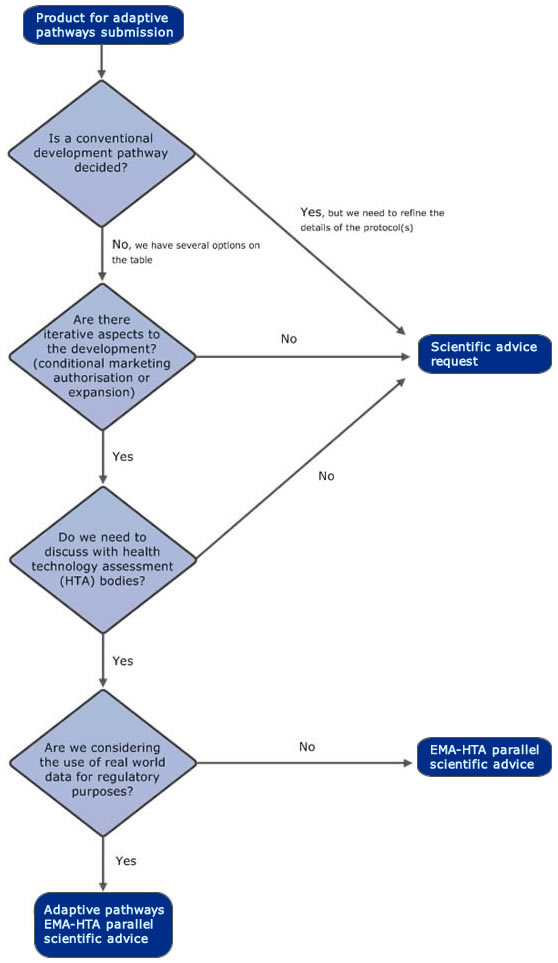 Product for adaptive
pathways submission
Is a conventional
development pathway
decided?
Yes, but we need to refine the
details of the protocol(s)
No, we have several options on
the table
Are there
iterative aspects to
the development?
(conditional marketing
authorisation or
expansion)
No
Scientific advice
request
Yes
No
Do we need to
discuss with health
technology assessment
(HTA) bodies?
Yes
Are we considering
the use of real world
data for regulatory
purposes?
No
EMA-HTA parallel
scientific advice
Yes
Adaptive pathways
EMA-HTA parallel
scientific advice